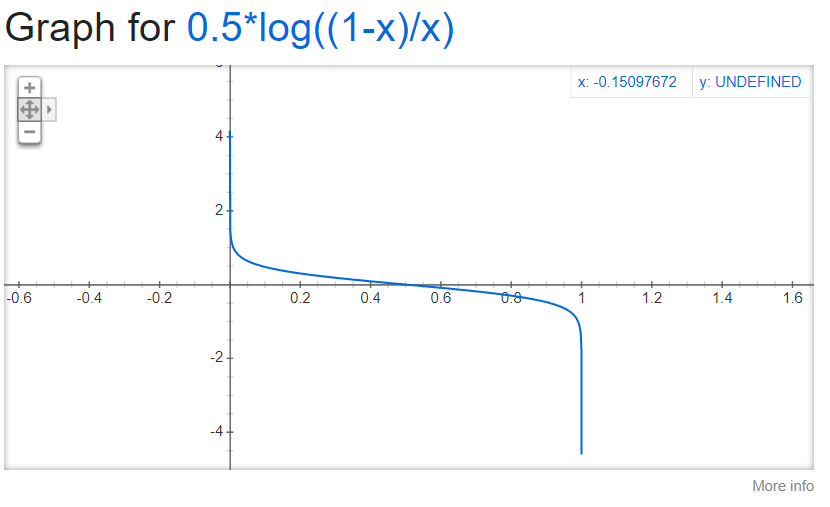 Graph for 0.5*log((1-x)/x)
x: -0.15097672 y: UNDEFINED
4
2
-0.6 -0.4 -0.2 0.2 0.4 0.6 0.8 1 1.2 1.4 1.6
-2
-4
More info